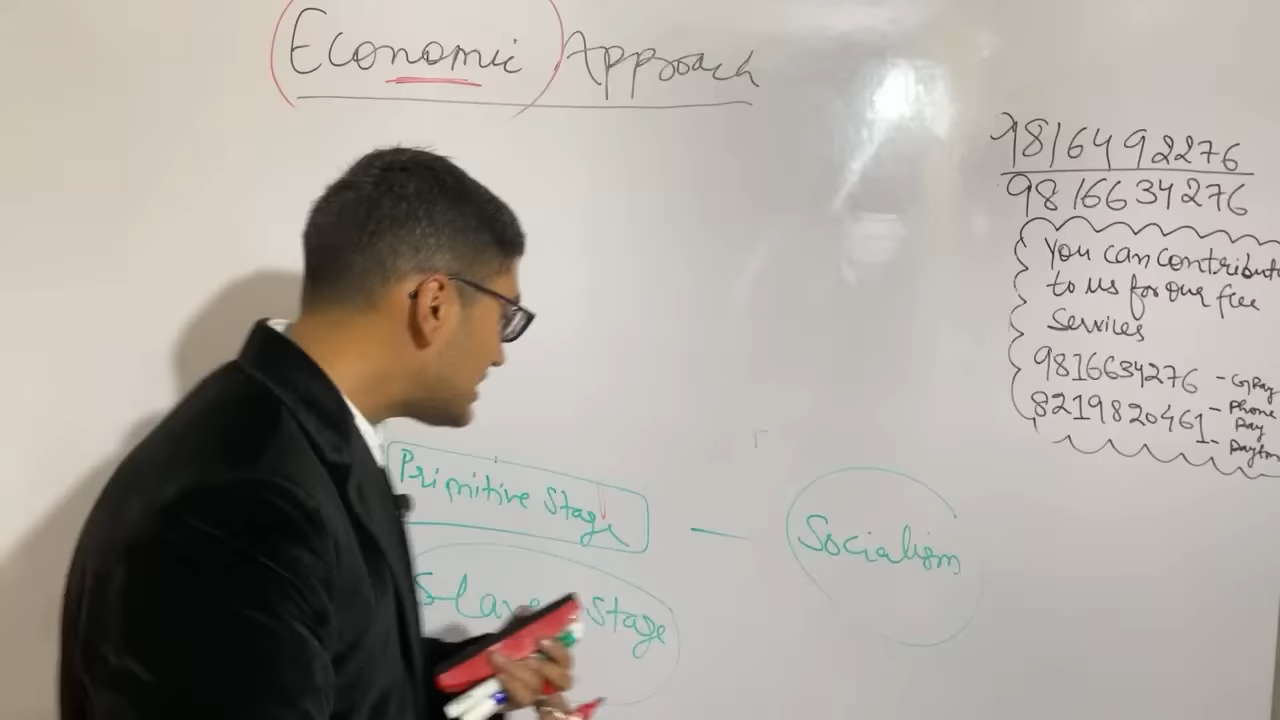 Economic Approach
9816492276
9816634276
You can contribute
to us for our free
Services
9816634276 - GPay
8219820461 - Phone
Pay
- Paytm
Primitive Stage — Socialism
Slave Stage